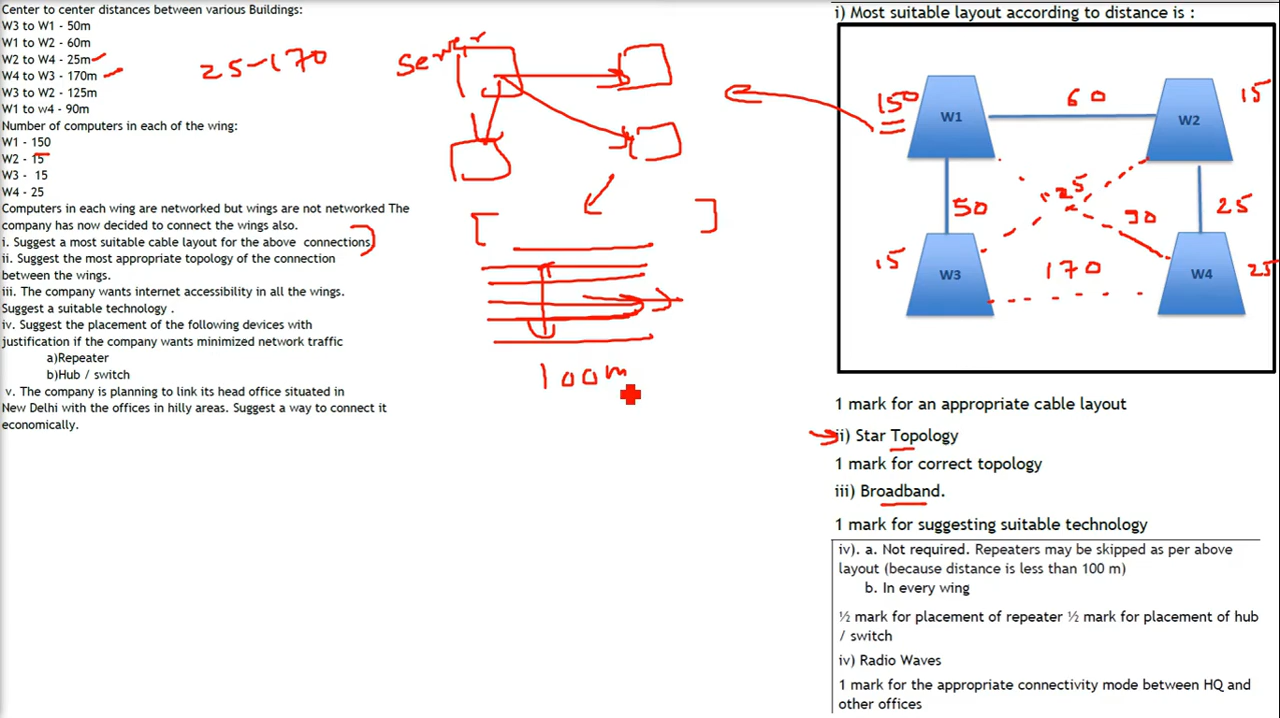 Center to center distances between various Buildings:
W3 to W1 - 50m
W1 to W2 - 60m
W2 to W4 - 25m
W4 to W3 - 170m
W3 to W2 - 125m
W1 to w4 - 90m
Number of computers in each of the wing:
W1 - 150
W2 - 15
W3 - 15
W4 - 25
Computers in each wing are networked but wings are not networked The
company has now decided to connect the wings also.
i. Suggest a most suitable cable layout for the above connections
ii. Suggest the most appropriate topology of the connection
between the wings.
iii. The company wants internet accessibility in all the wings.
Suggest a suitable technology .
iv. Suggest the placement of the following devices with
justification if the company wants minimized network traffic
a)Repeater
b)Hub / switch
v. The company is planning to link its head office situated in
New Delhi with the offices in hilly areas. Suggest a way to connect it
economically.
25-170
Server
100m
i) Most suitable layout according to distance is :
150
W1
60
W2
15
50
25
90
25
15
W3
170
W4
25
1 mark for an appropriate cable layout
ii) Star Topology
1 mark for correct topology
iii) Broadband.
1 mark for suggesting suitable technology
iv). a. Not required. Repeaters may be skipped as per above
layout (because distance is less than 100 m)
b. In every wing
½ mark for placement of repeater ½ mark for placement of hub
/ switch
iv) Radio Waves
1 mark for the appropriate connectivity mode between HQ and
other offices